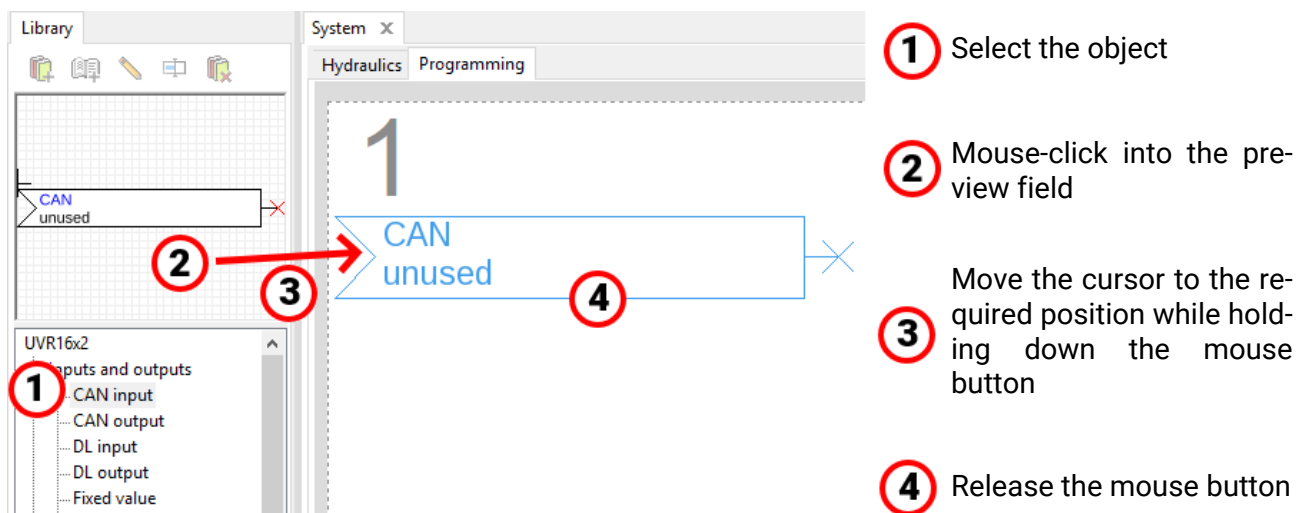 Library
System X
Hydraulics Programming
1
CAN
unused
CAN
unused
2
3
4
UVR16x2
Inputs and outputs
1
CAN input
CAN output
DL input
DL output
Fixed value
1 Select the object
2 Mouse-click into the pre-
view field
3 Move the cursor to the re-
quired position while hold-
ing down the mouse
button
4 Release the mouse button